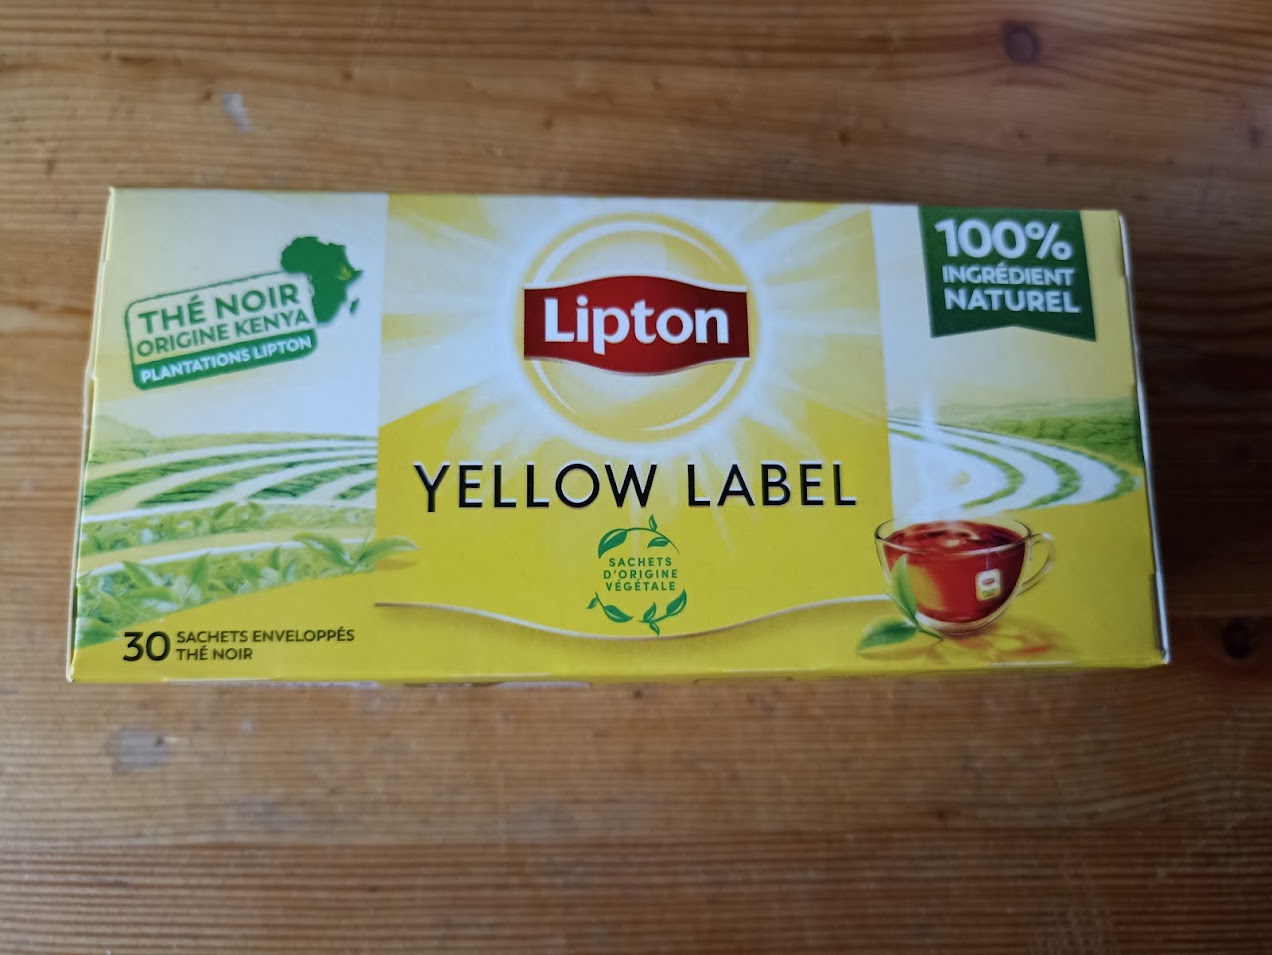 THÉ NOIR
ORIGINE KENYA
PLANTATIONS LIPTON
Lipton
100%
INGRÉDIENT
NATUREL
YELLOW LABEL
SACHETS
D'ORIGINE
VÉGÉTALE
30 SACHETS ENVELOPPÉS
THÉ NOIR